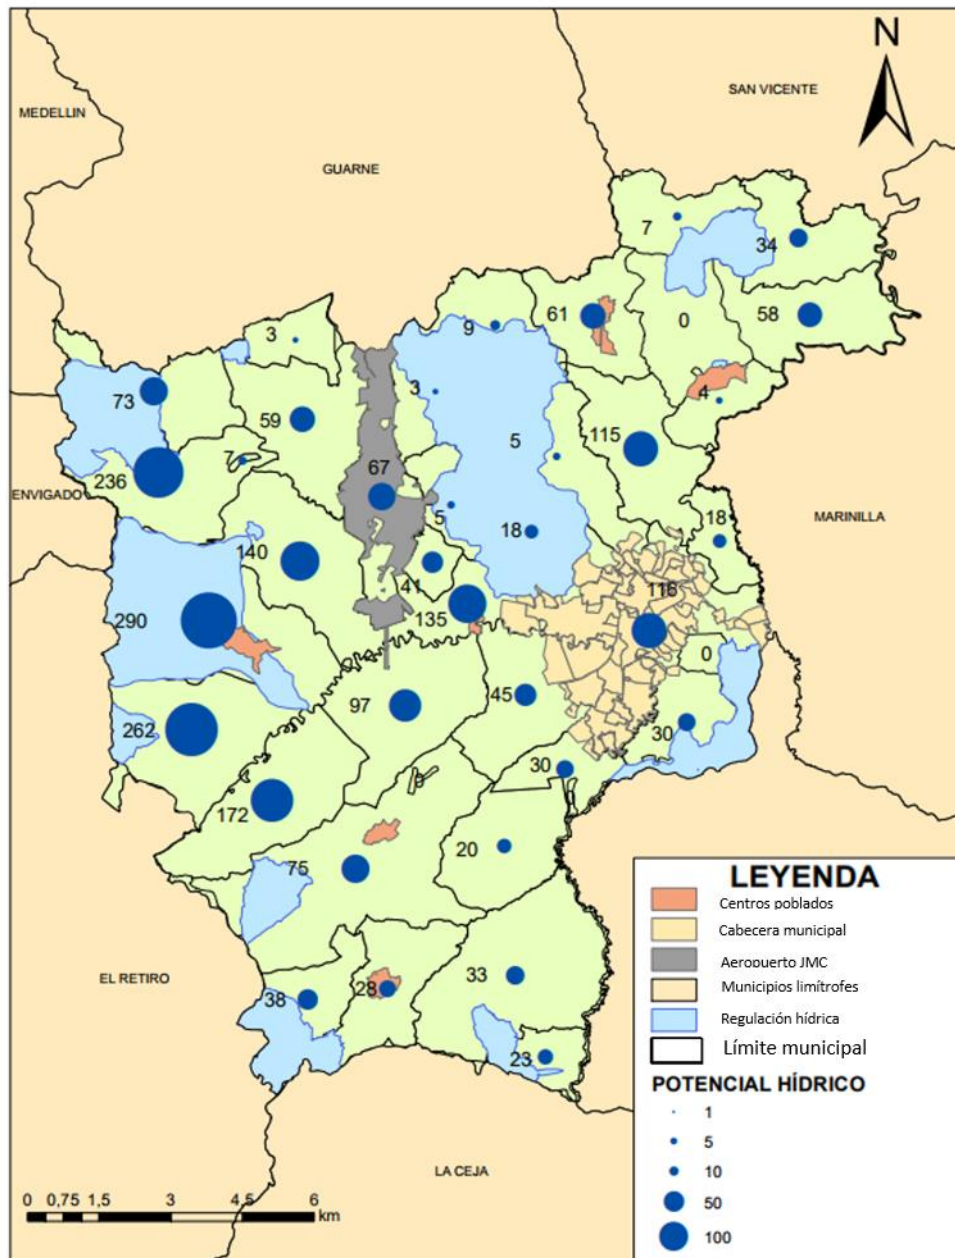 N
SAN VICENTE
MEDELLIN
GUARNE
7
34
0
58
61
9
3
3
73
59
4
115
5
67
7
236
ENVIGADO
MARINILLA
5
18
18
140
41
116
135
290
0
97
45
262
30
30
0
0
172
20
75
LEYENDA
Centros poblados
Cabecera municipal
Aeropuerto JMC
Municipios limítrofes
Regulación hídrica
Límite municipal
EL RETIRO
33
28
38
23
POTENCIAL HÍDRICO
1
5
10
50
100
LA CEJA
0 0,75 1,5 3 4,5 6
km